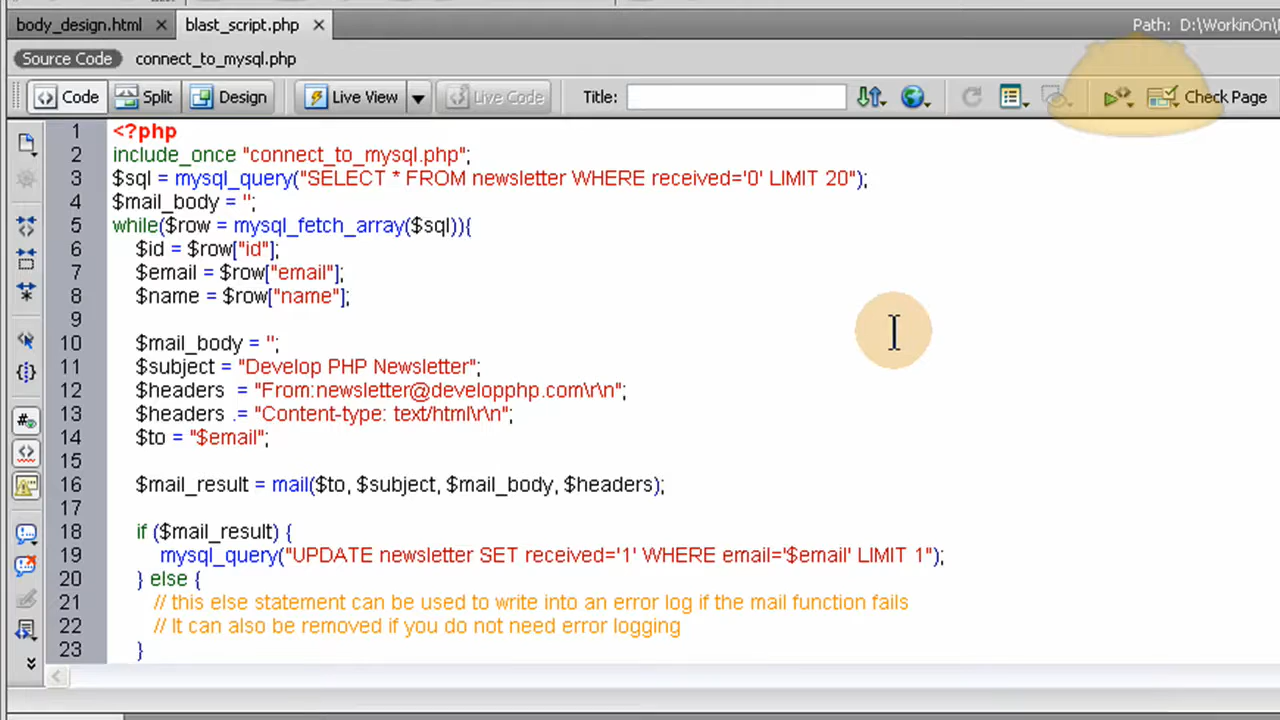 body_design.html × blast_script.php × Path: D:\WorkinOn\
Source Code connect_to_mysql.php
Code Split Design Live View Live Code Title: Check Page
1 <?php
2 include_once "connect_to_mysql.php";
3 $sql = mysql_query("SELECT * FROM newsletter WHERE received='0' LIMIT 20");
4 $mail_body = '';
5 while($row = mysql_fetch_array($sql)){
6 $id = $row["id"];
7 $email = $row["email"];
8 $name = $row["name"];
9
10 $mail_body = '';
11 $subject = "Develop PHP Newsletter";
12 $headers  = "From:newsletter@developphp.com\r\n";
13 $headers .= "Content-type: text/html\r\n";
14 $to = "$email";
15
16 $mail_result = mail($to, $subject, $mail_body, $headers);
17
18 if ($mail_result) {
19 mysql_query("UPDATE newsletter SET received='1' WHERE email='$email' LIMIT 1");
20 } else {
21 // this else statement can be used to write into an error log if the mail function fails
22 // It can also be removed if you do not need error logging
23 }